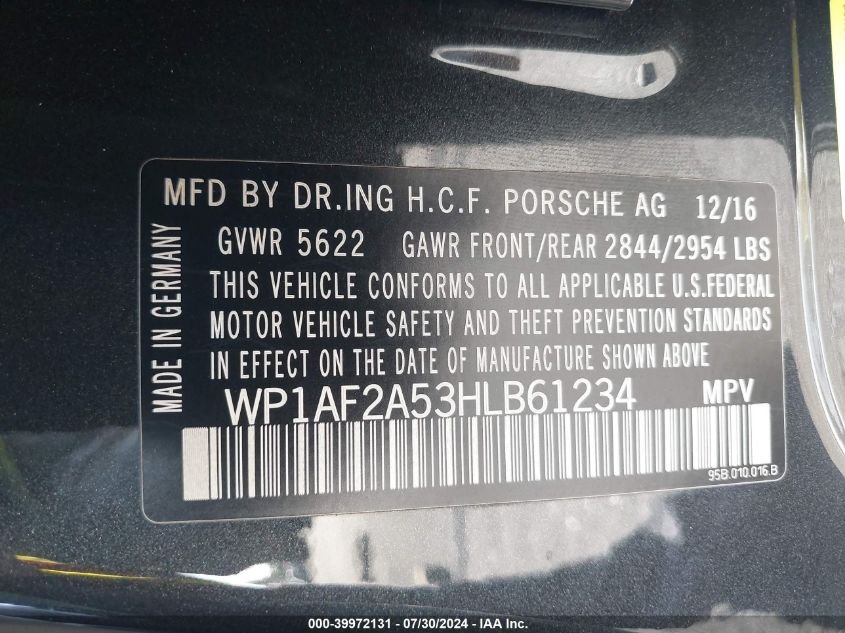 MFD BY DR.ING H.C.F. PORSCHE AG 12/16
GVWR 5622 GAWR FRONT/REAR 2844/2954 LBS
THIS VEHICLE CONFORMS TO ALL APPLICABLE U.S.FEDERAL
MOTOR VEHICLE SAFETY AND THEFT PREVENTION STANDARDS
IN EFFECT ON THE DATE OF MANUFACTURE SHOWN ABOVE
MADE IN GERMANY
WP1AF2A53HLB61234 MPV
95B.010.016.B
000-39972131 - 07/30/2024 - IAA Inc.